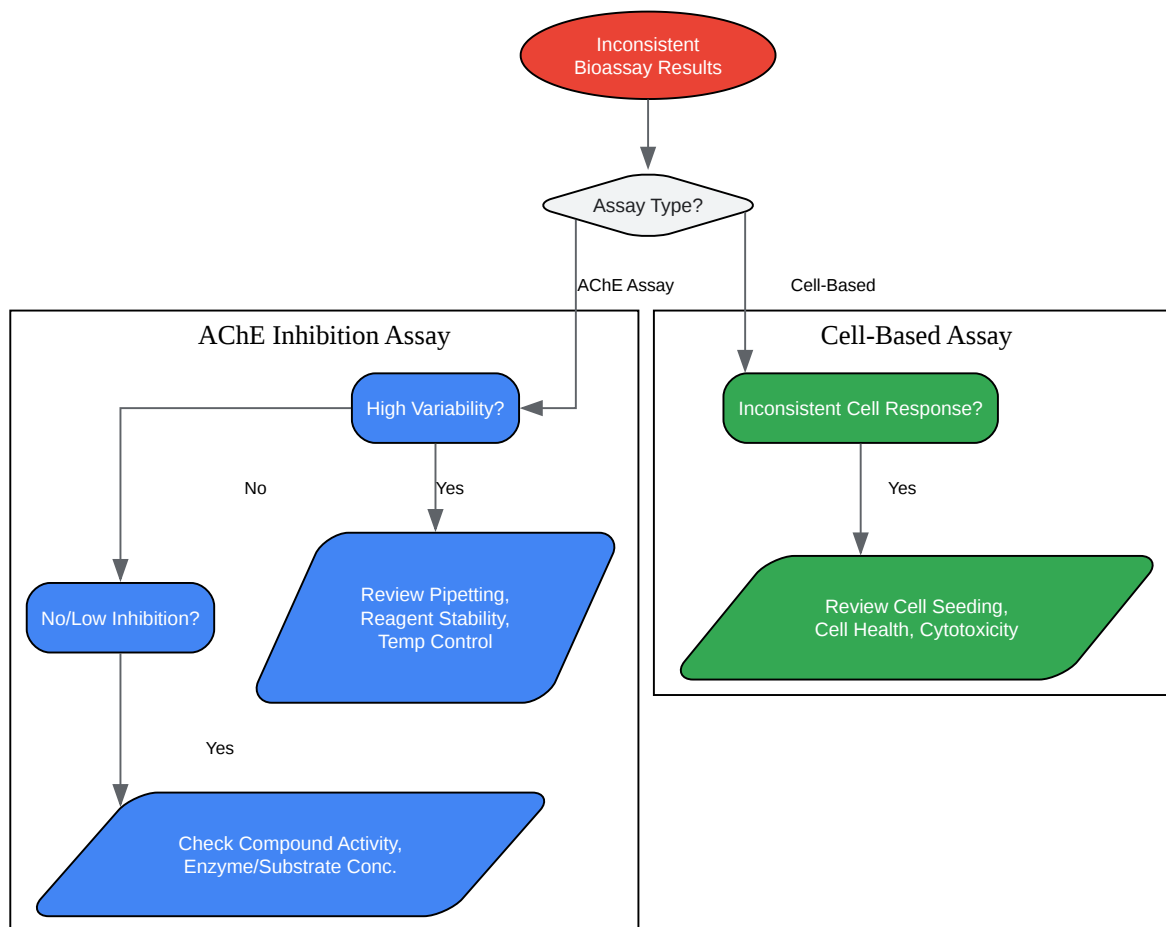 Inconsistent
Bioassay Results
Assay Type?
AChE Assay
Cell-Based
AChE Inhibition Assay
High Variability?
No
Yes
No/Low Inhibition?
Review Pipetting,
Reagent Stability,
Temp Control
Yes
Check Compound Activity,
Enzyme/Substrate Conc.
Cell-Based Assay
Inconsistent Cell Response?
Yes
Review Cell Seeding,
Cell Health, Cytotoxicity